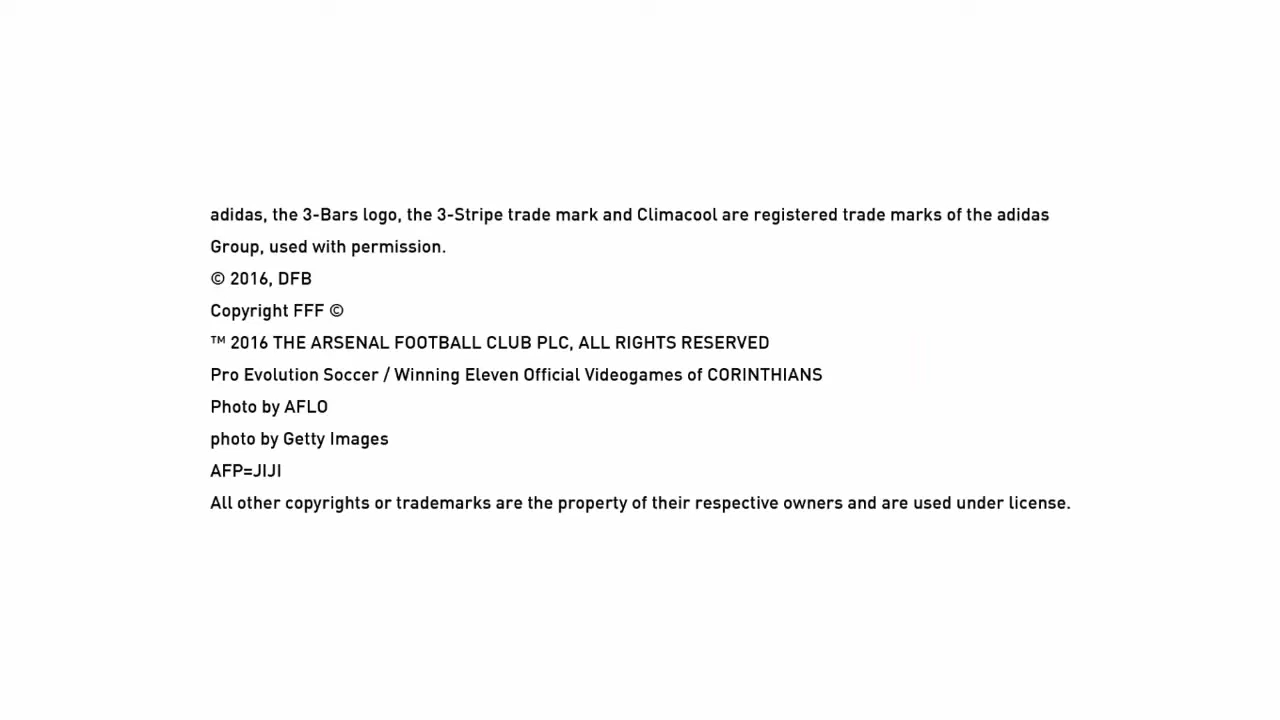 adidas, the 3-Bars logo, the 3-Stripe trade mark and Climacool are registered trade marks of the adidas
Group, used with permission.
© 2016, DFB
Copyright FFF ©
™ 2016 THE ARSENAL FOOTBALL CLUB PLC, ALL RIGHTS RESERVED
Pro Evolution Soccer / Winning Eleven Official Videogames of CORINTHIANS
Photo by AFLO
photo by Getty Images
AFP=JIJI
All other copyrights or trademarks are the property of their respective owners and are used under license.